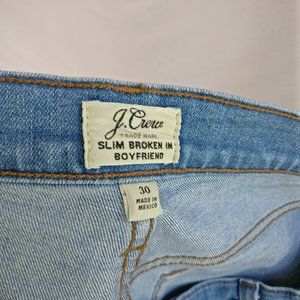 J.Crew
TRADE MARK
SLIM BROKEN IN
BOYFRIEND
30
MADE IN
MEXICO